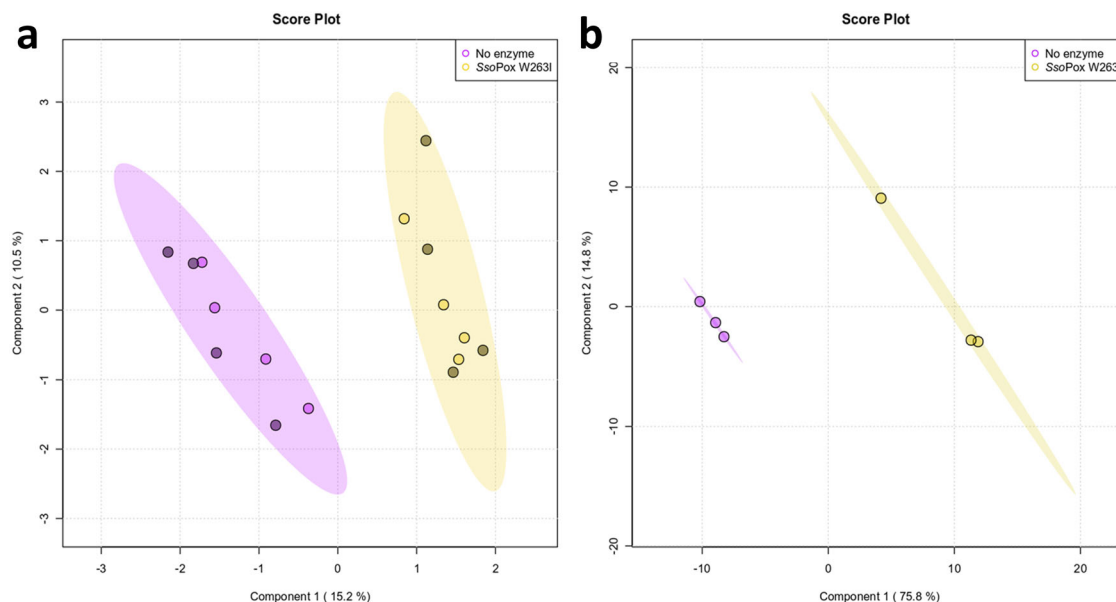 a
Score Plot
No enzyme
SsoPox W263I
Component 2 ( 10.5 %)
3
2
1
0
-1
-2
-3
-3 -2 -1 0 1 2
Component 1 ( 15.2 %)
b
Score Plot
No enzyme
SsoPox W263
Component 2 ( 14.8 %)
20
10
0
-10
-20
-10 0 10 20
Component 1 ( 75.8 %)